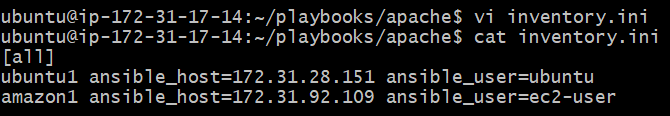 ubuntu@ip-172-31-17-14:~/playbooks/apache$ vi inventory.ini
ubuntu@ip-172-31-17-14:~/playbooks/apache$ cat inventory.ini
[all]
ubuntu1 ansible_host=172.31.28.151 ansible_user=ubuntu
amazon1 ansible_host=172.31.92.109 ansible_user=ec2-user